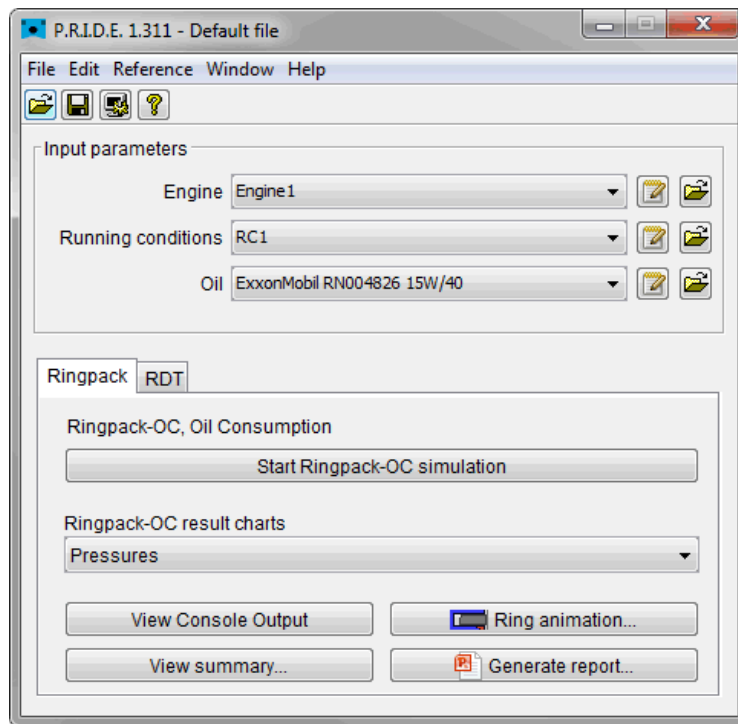 P.R.I.D.E. 1.311 - Default file
File Edit Reference Window Help
Input parameters
Engine Engine1
Running conditions RC1
Oil ExxonMobil RN004826 15W/40
Ringpack RDT
Ringpack-OC, Oil Consumption
Start Ringpack-OC simulation
Ringpack-OC result charts
Pressures
View Console Output Ring animation...
View summary... Generate report...